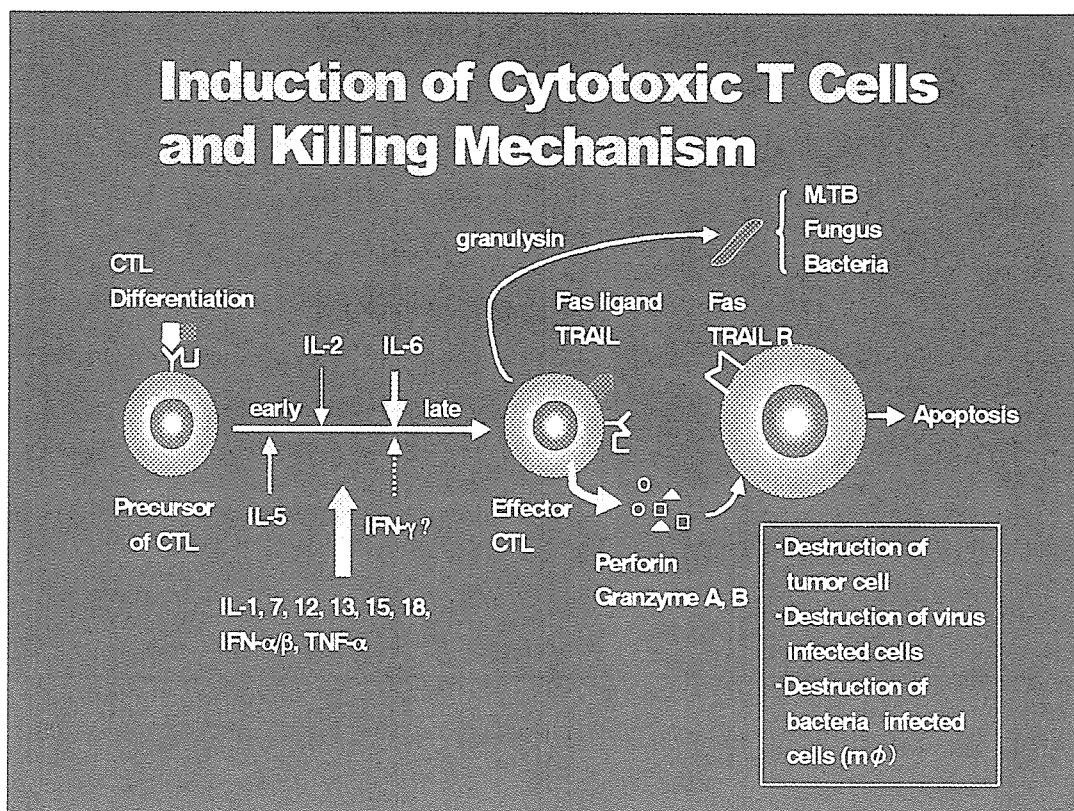 Induction of Cytotoxic T Cells
and Killing Mechanism
M.TB
Fungus
Bacteria
granulysin
CTL
Differentiation
Fas ligand
TRAIL
Fas
TRAIL R
IL-2
IL-6
early
late
Apoptosis
Precursor
of CTL
IL-5
IFN-γ ?
Effector
CTL
Perforin
Granzyme A, B
IL-1, 7, 12, 13, 15, 18,
IFN-α/β, TNF-α
·Destruction of
tumor cell
·Destruction of virus
infected cells
·Destruction of
bacteria infected
cells (mϕ)